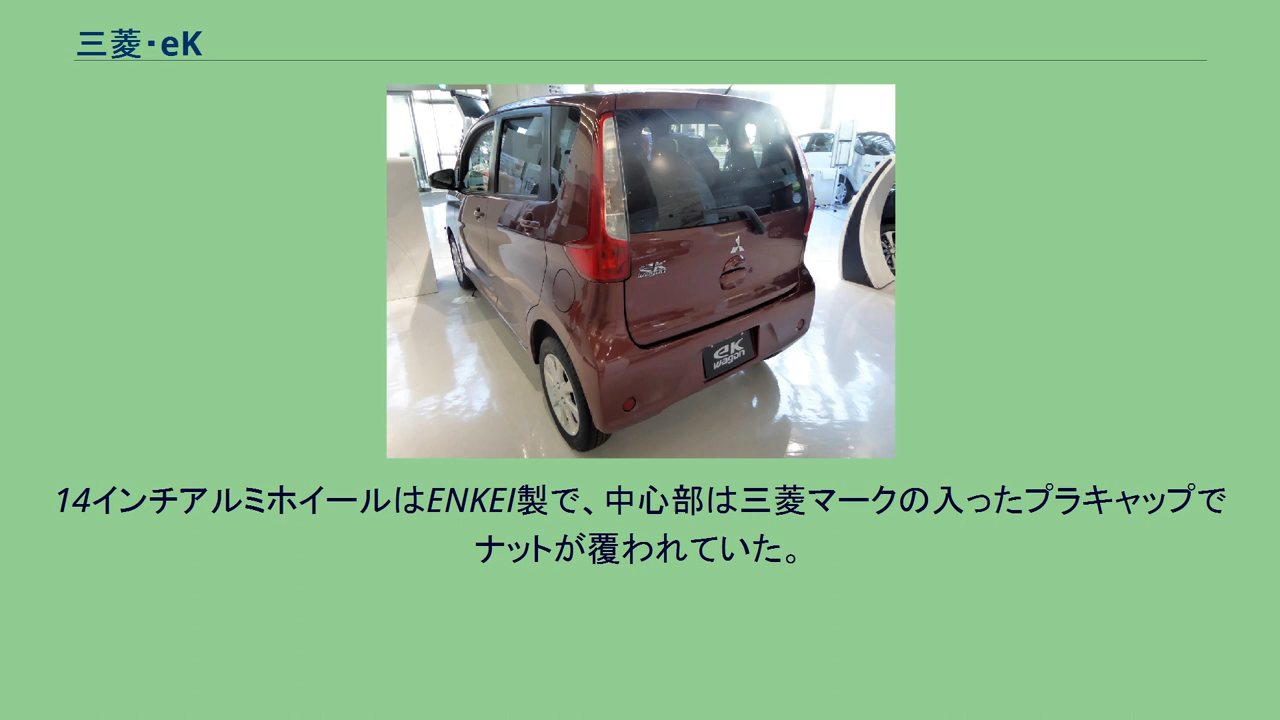 三菱・eK
eK
wagon
14インチアルミホイールはENKEI製で、中心部は三菱マークの入ったプラキャップで
ナットが覆われていた。